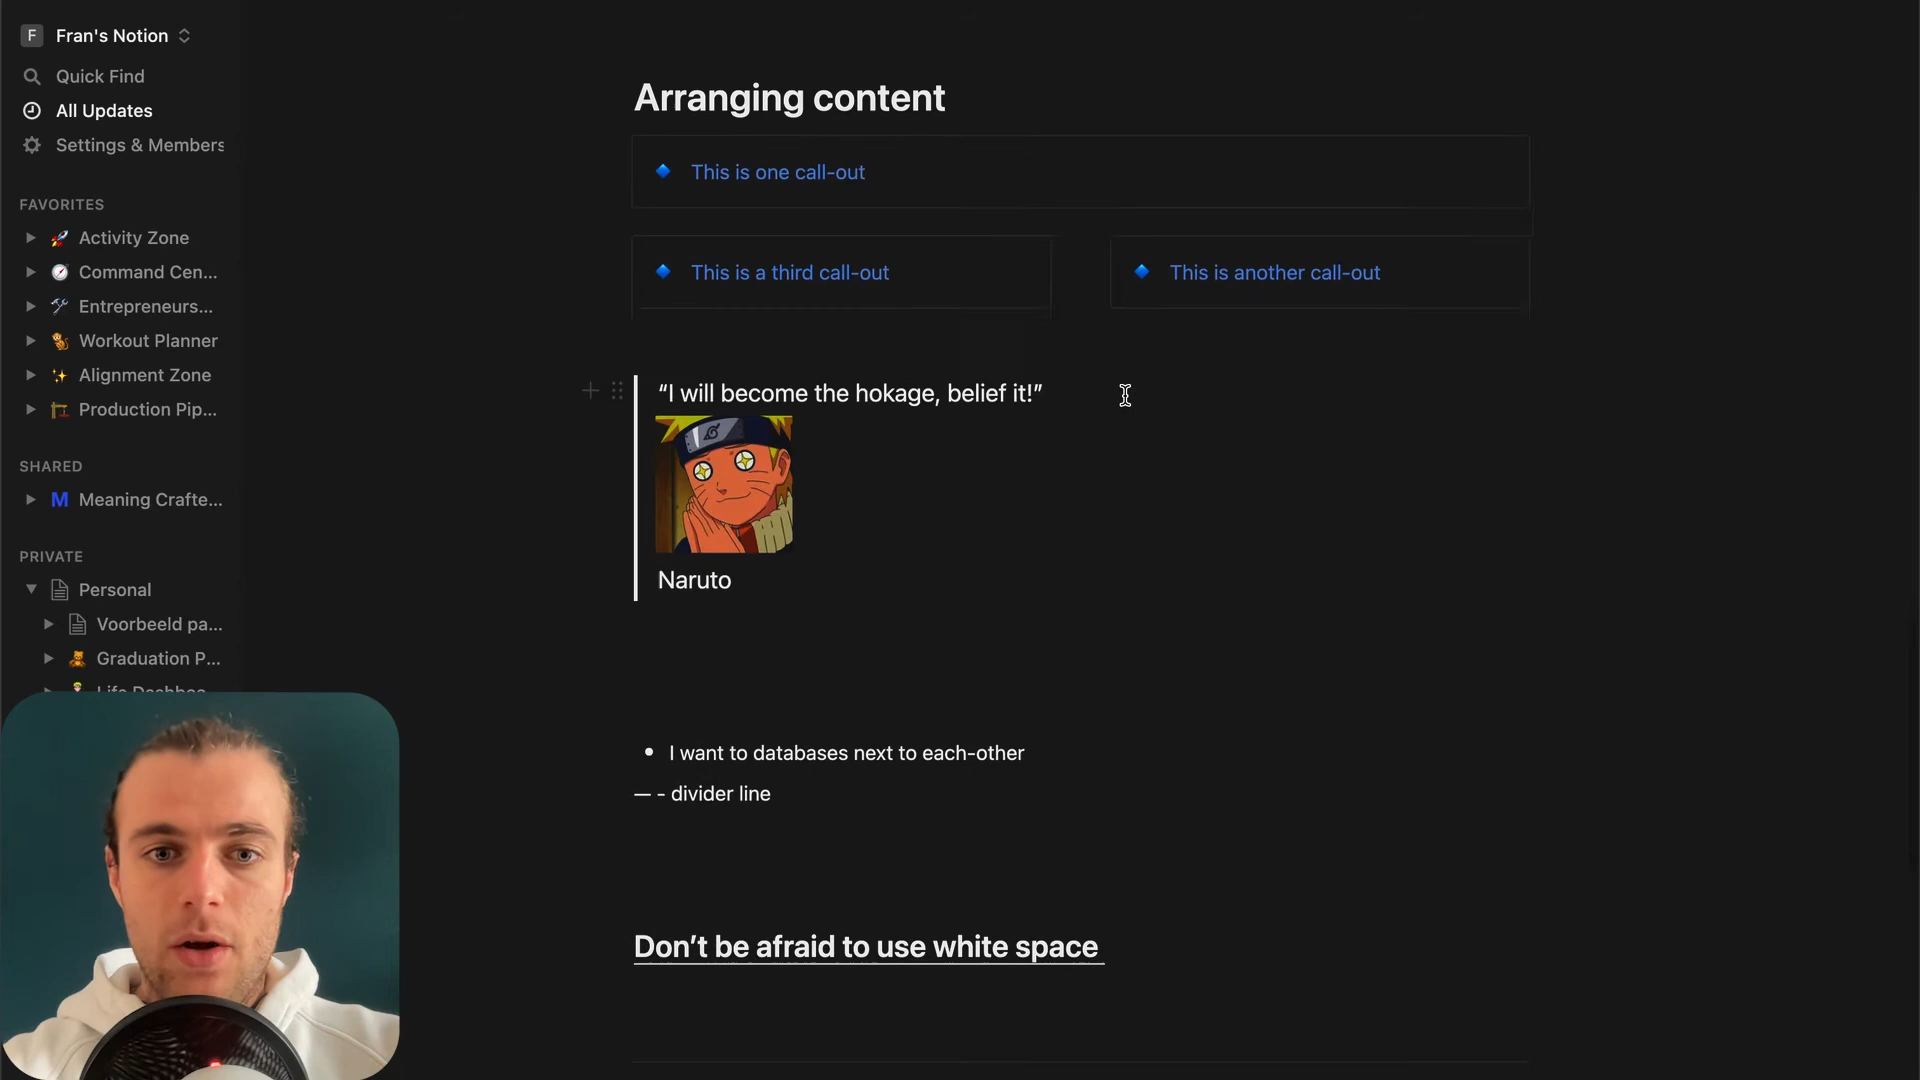 F Fran's Notion
Quick Find
All Updates
Settings & Members
FAVORITES
Activity Zone
Command Cen...
Entrepreneurs...
Workout Planner
Alignment Zone
Production Pip...
SHARED
M Meaning Crafte...
PRIVATE
Personal
Voorbeeld pa...
Graduation P...
Life Dashboa...
Arranging content
This is one call-out
This is a third call-out
This is another call-out
“I will become the hokage, belief it!”
Naruto
• I want to databases next to each-other
— - divider line
Don’t be afraid to use white space